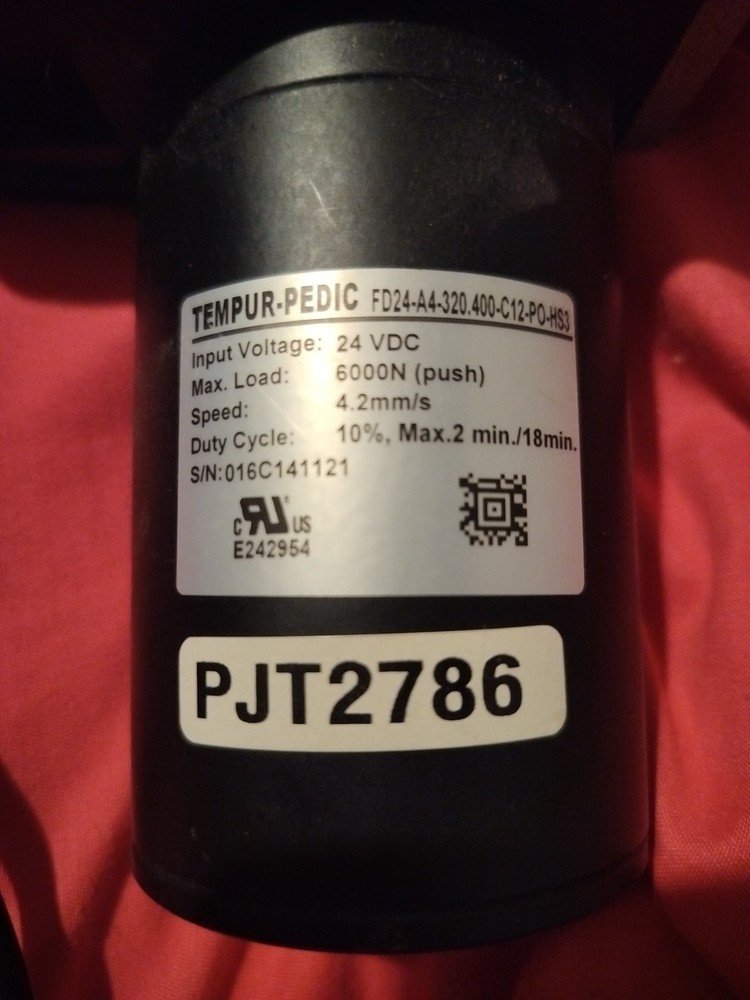 TEMPUR-PEDIC FD24-A4-320.400-C12-PO-HS3
Input Voltage: 24 VDC
Max. Load: 6000N (push)
Speed: 4.2mm/s
Duty Cycle: 10%, Max.2 min./18min.
S/N:016C141121
c RU® US
E242954
PJT2786